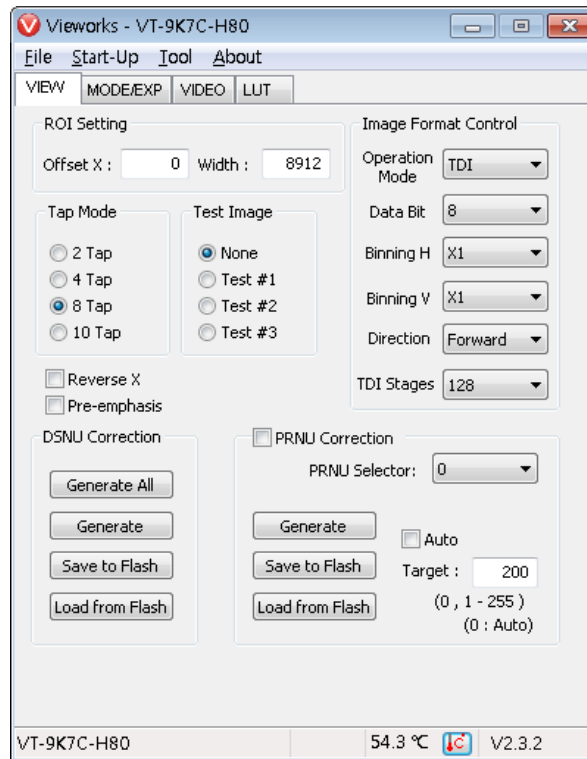 Vieworks - VT-9K7C-H80
File Start-Up Tool About
VIEW MODE/EXP VIDEO LUT
ROI Setting
Offset X : 0 Width : 8912
Image Format Control
Operation Mode TDI
Data Bit 8
Binning H X1
Binning V X1
Direction Forward
TDI Stages 128
Tap Mode
2 Tap
4 Tap
8 Tap
10 Tap
Test Image
None
Test #1
Test #2
Test #3
Reverse X
Pre-emphasis
DSNU Correction
Generate All
Generate
Save to Flash
Load from Flash
PRNU Correction
PRNU Selector: 0
Generate
Save to Flash
Load from Flash
Auto
Target : 200
(0 , 1 - 255 )
(0 : Auto)
VT-9K7C-H80 54.3 ℃ C V2.3.2